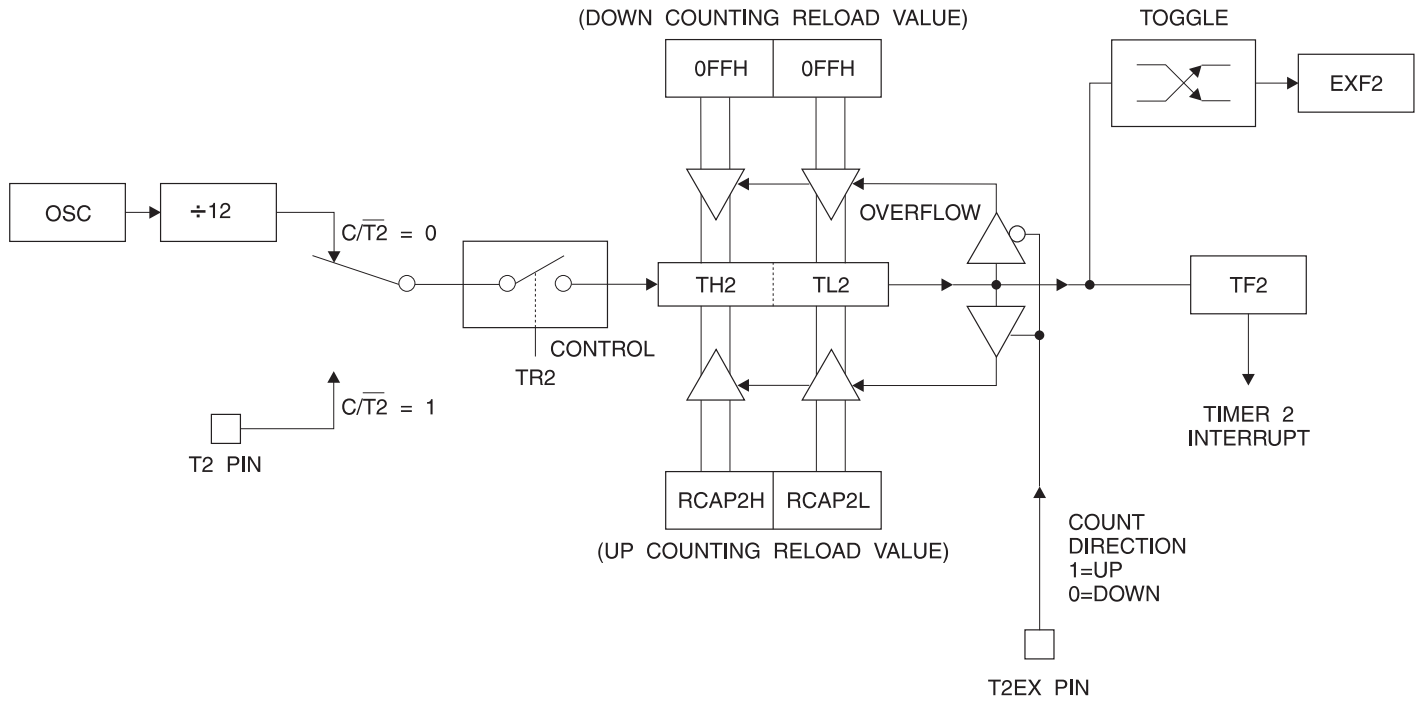 (DOWN COUNTING RELOAD VALUE)
TOGGLE
0FFH
0FFH
EXF2
OSC
÷12
C/T2̅ = 0
OVERFLOW
TH2
TL2
TF2
CONTROL
TR2
C/T2̅ = 1
T2 PIN
TIMER 2
INTERRUPT
RCAP2H
RCAP2L
(UP COUNTING RELOAD VALUE)
COUNT
DIRECTION
1=UP
0=DOWN
T2EX PIN